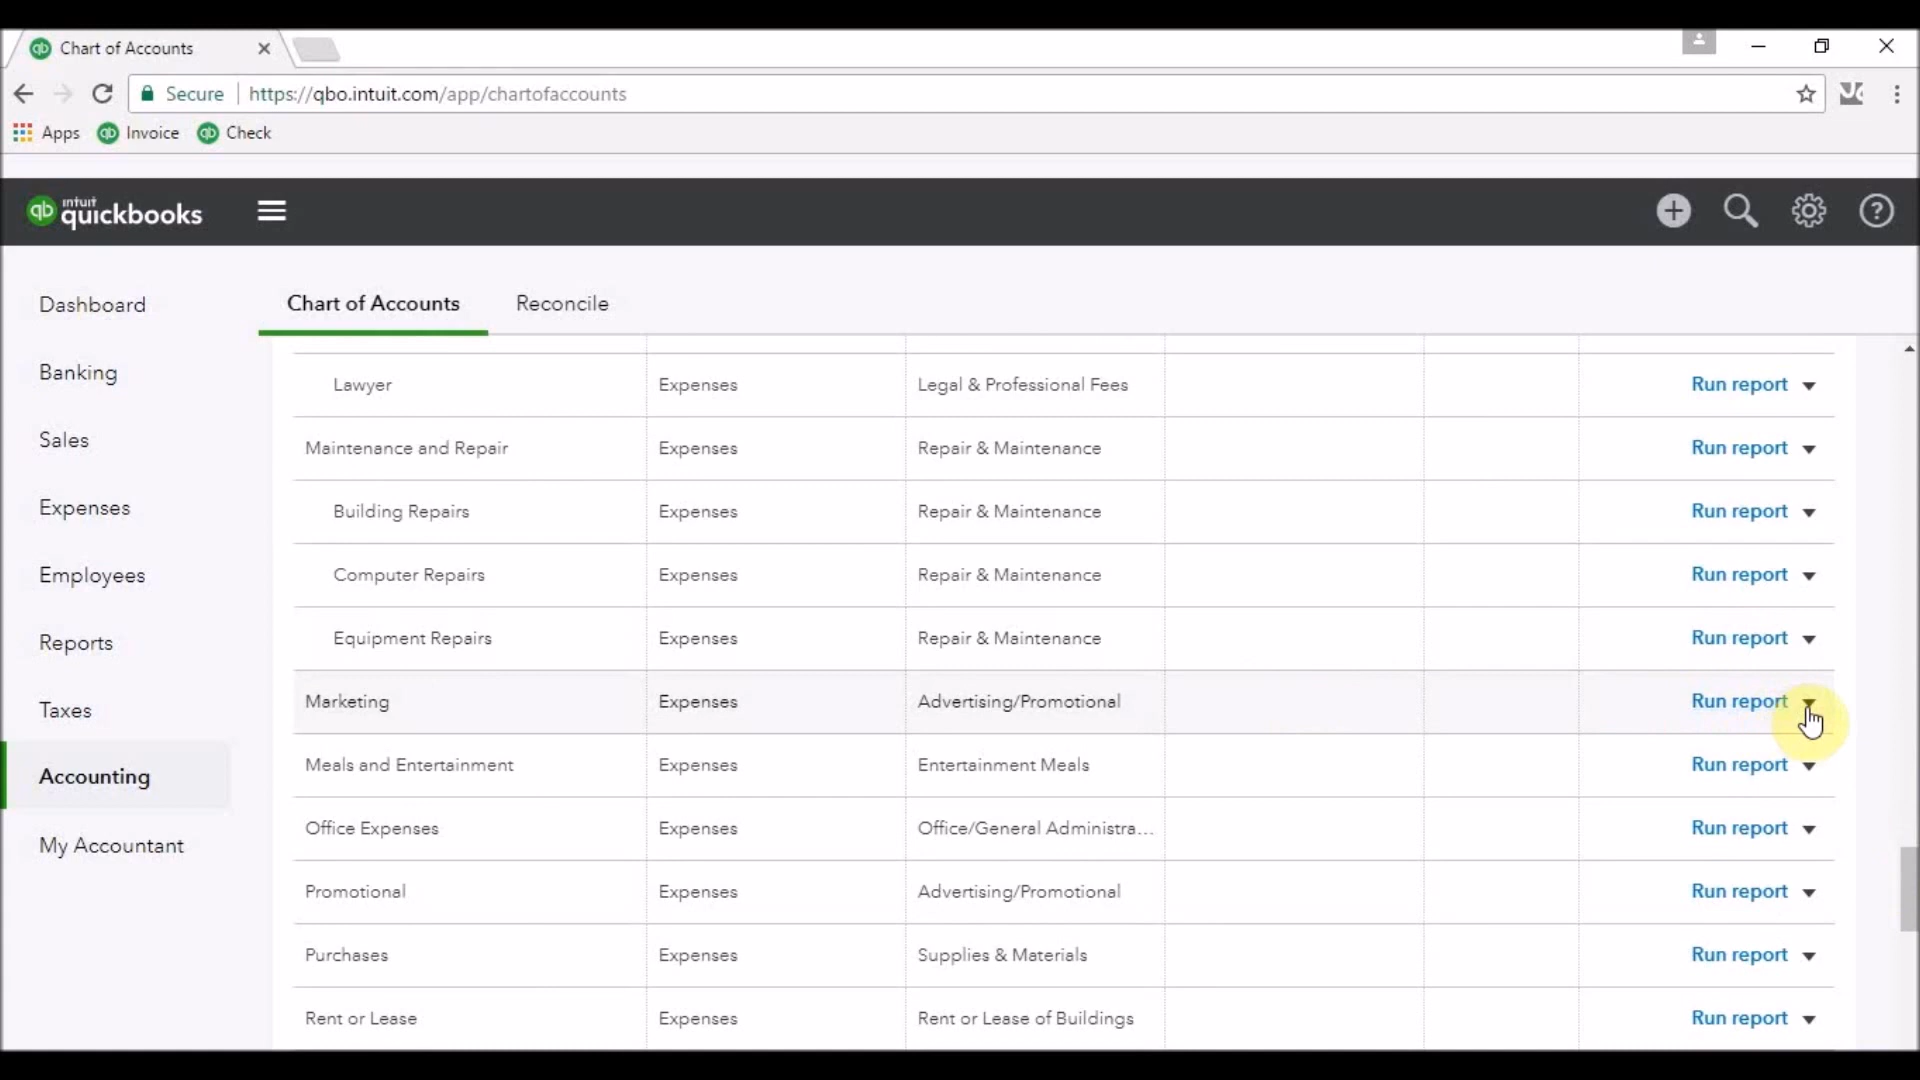 Chart of Accounts
Secure https://qbo.intuit.com/app/chartofaccounts
Apps Invoice Check
qb intuit quickbooks
Dashboard
Banking
Sales
Expenses
Employees
Reports
Taxes
Accounting
My Accountant
Chart of Accounts Reconcile
Lawyer Expenses Legal & Professional Fees Run report
Maintenance and Repair Expenses Repair & Maintenance Run report
Building Repairs Expenses Repair & Maintenance Run report
Computer Repairs Expenses Repair & Maintenance Run report
Equipment Repairs Expenses Repair & Maintenance Run report
Marketing Expenses Advertising/Promotional Run report
Meals and Entertainment Expenses Entertainment Meals Run report
Office Expenses Expenses Office/General Administra... Run report
Promotional Expenses Advertising/Promotional Run report
Purchases Expenses Supplies & Materials Run report
Rent or Lease Expenses Rent or Lease of Buildings Run report